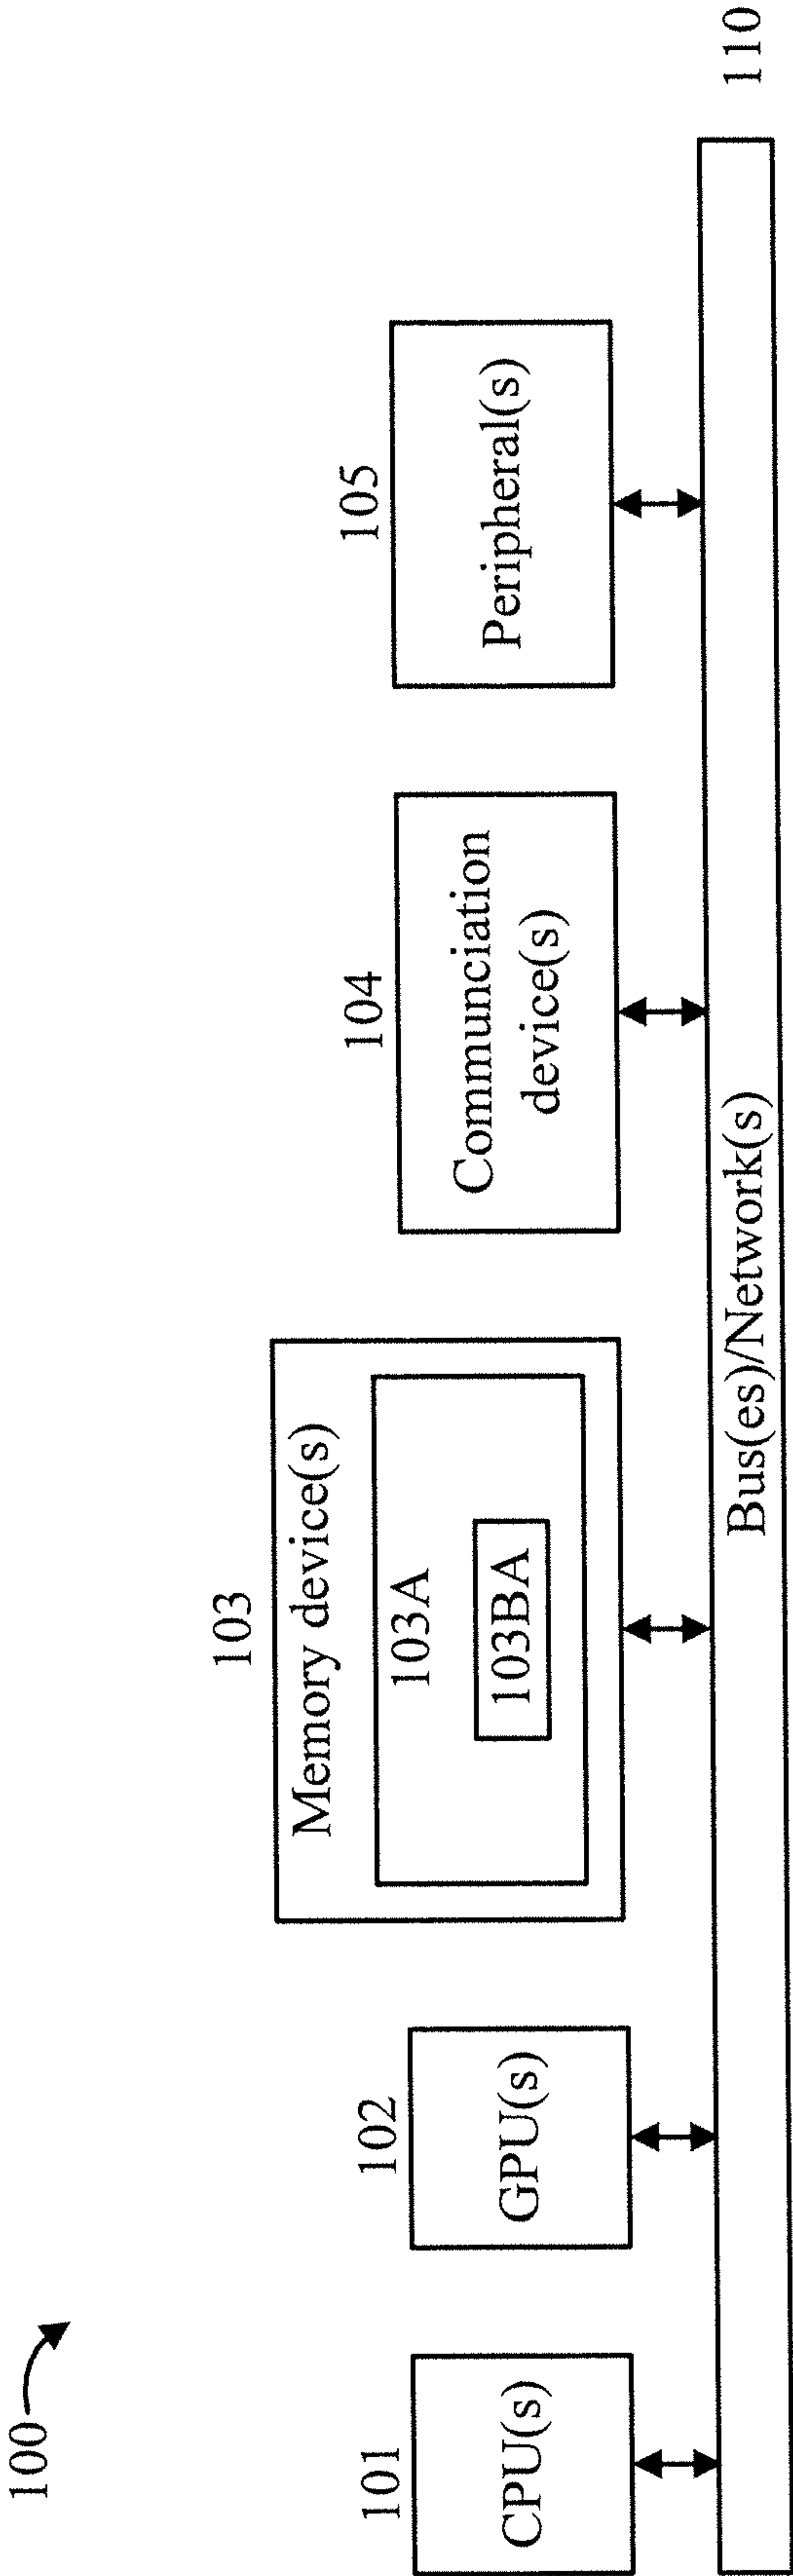 100
101
CPU(s)
102
GPU(s)
103
Memory device(s)
103A
103BA
104
Communciation
device(s)
105
Peripheral(s)
Bus(es)/Network(s)
110